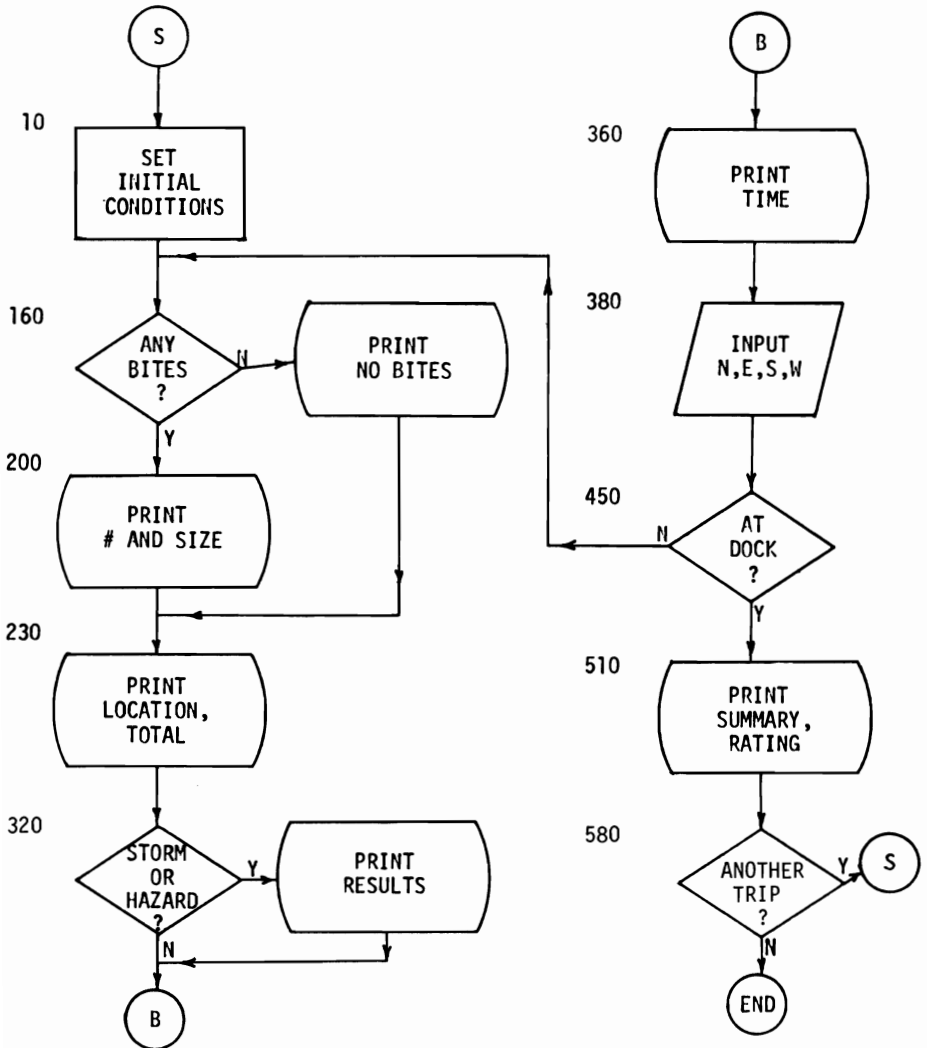 S
10
SET
INITIAL
CONDITIONS
160
ANY
BITES
?
N
PRINT
NO BITES
Y
200
PRINT
# AND SIZE
230
PRINT
LOCATION,
TOTAL
320
STORM
OR
HAZARD
?
Y
PRINT
RESULTS
N
B
B
360
PRINT
TIME
380
INPUT
N,E,S,W
450
AT
DOCK
?
N
Y
510
PRINT
SUMMARY,
RATING
580
ANOTHER
TRIP
?
Y
S
N
END